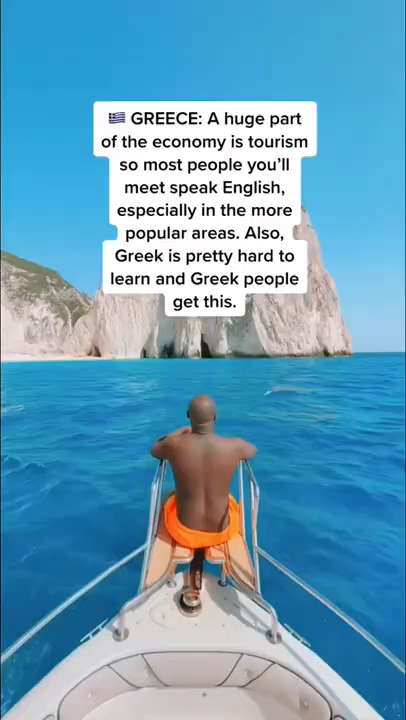 🇬🇷 GREECE: A huge part
of the economy is tourism
so most people you’ll
meet speak English,
especially in the more
popular areas. Also,
Greek is pretty hard to
learn and Greek people
get this.